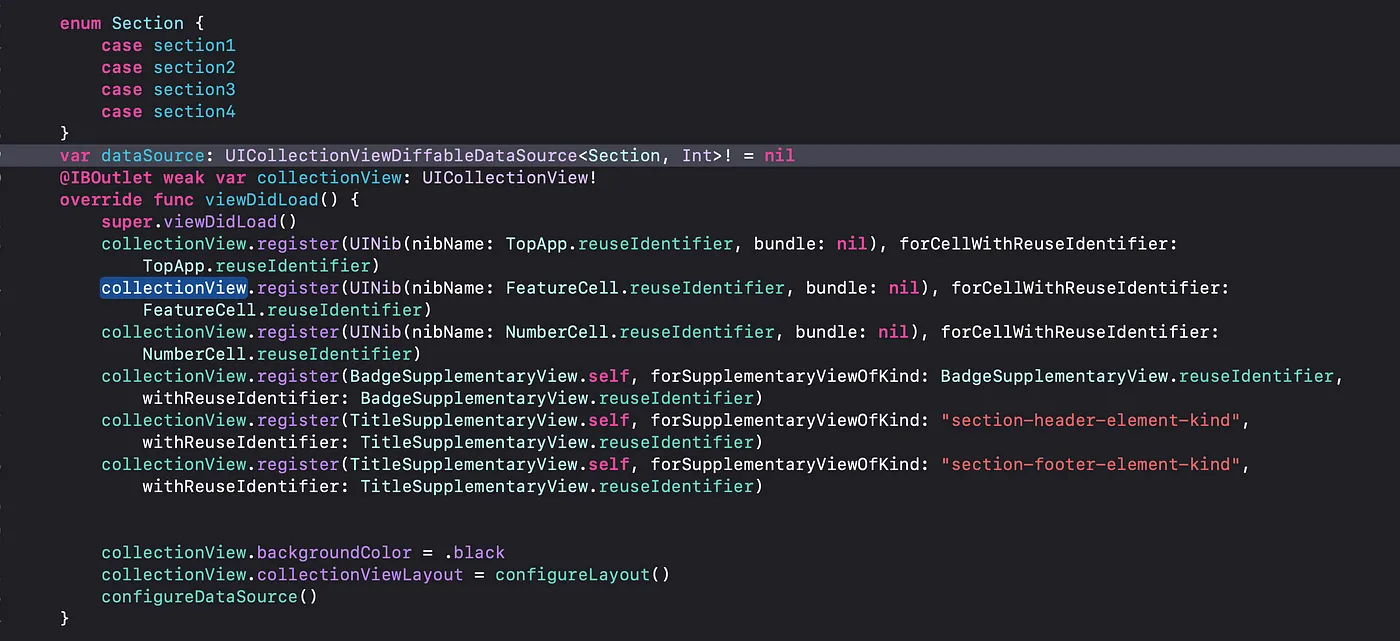 enum Section {
case section1
case section2
case section3
case section4
}
var dataSource: UICollectionViewDiffableDataSource<Section, Int>! = nil
@IBOutlet weak var collectionView: UICollectionView!
override func viewDidLoad() {
super.viewDidLoad()
collectionView.register(UINib(nibName: TopApp.reuseIdentifier, bundle: nil), forCellWithReuseIdentifier:
TopApp.reuseIdentifier)
collectionView.register(UINib(nibName: FeatureCell.reuseIdentifier, bundle: nil), forCellWithReuseIdentifier:
FeatureCell.reuseIdentifier)
collectionView.register(UINib(nibName: NumberCell.reuseIdentifier, bundle: nil), forCellWithReuseIdentifier:
NumberCell.reuseIdentifier)
collectionView.register(BadgeSupplementaryView.self, forSupplementaryViewOfKind: BadgeSupplementaryView.reuseIdentifier,
withReuseIdentifier: BadgeSupplementaryView.reuseIdentifier)
collectionView.register(TitleSupplementaryView.self, forSupplementaryViewOfKind: "section-header-element-kind",
withReuseIdentifier: TitleSupplementaryView.reuseIdentifier)
collectionView.register(TitleSupplementaryView.self, forSupplementaryViewOfKind: "section-footer-element-kind",
withReuseIdentifier: TitleSupplementaryView.reuseIdentifier)
collectionView.backgroundColor = .black
collectionView.collectionViewLayout = configureLayout()
configureDataSource()
}